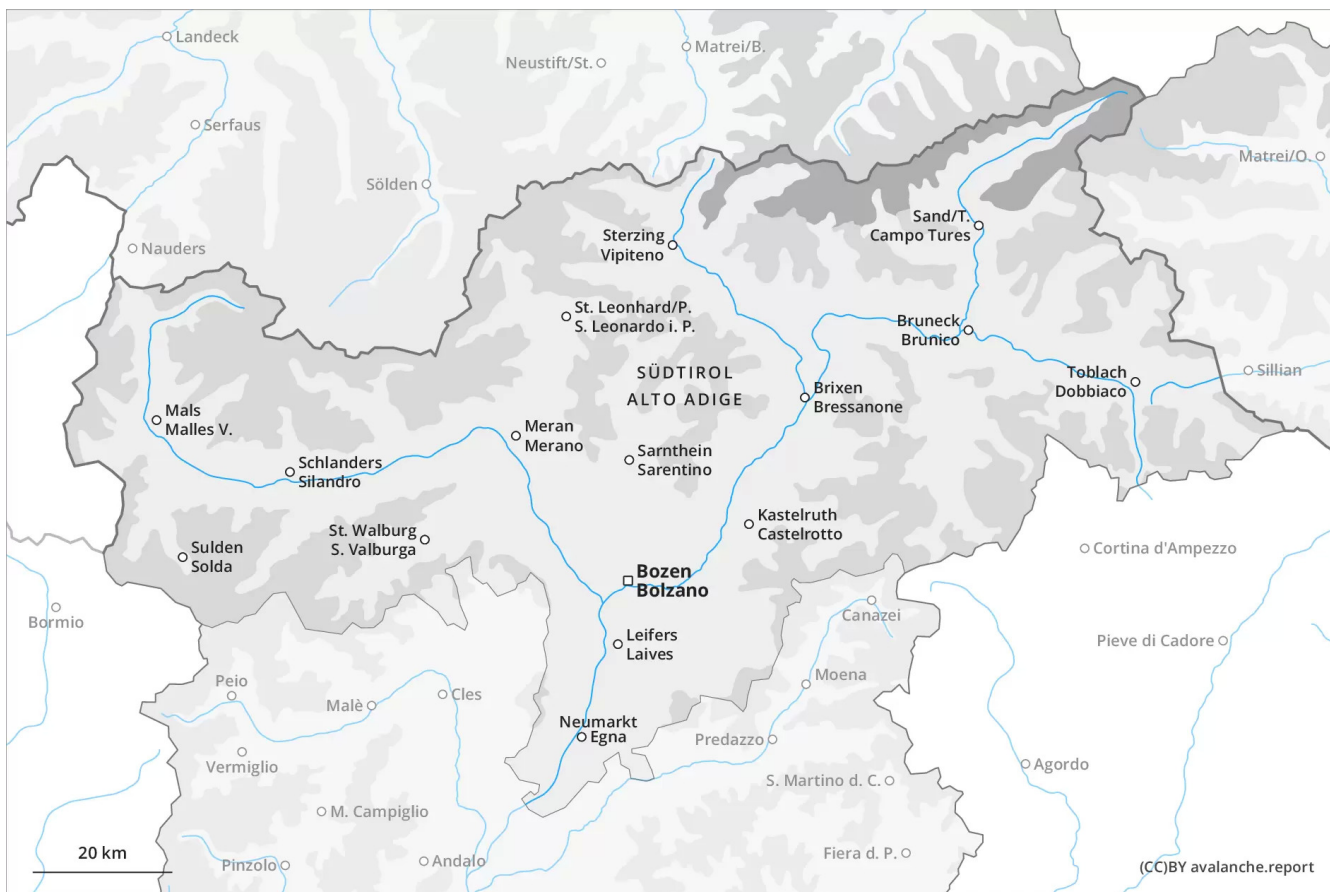 Landeck
Matrei/B.
Neustift/St.
Serfaus
Matrei/O.
Sölden
Sand/T.
Campo Tures
Sterzing
Vipiteno
Nauders
St. Leonhard/P.
S. Leonardo i. P.
Bruneck
Brunico
SÜDTIROL
ALTO ADIGE
Toblach
Dobbiaco
Sillian
Brixen
Bressanone
Mals
Malles V.
Meran
Merano
Sarnthein
Sarentino
Schlanders
Silandro
Kastelruth
Castelrotto
St. Walburg
S. Valburga
Sulden
Solda
Cortina d'Ampezzo
Bozen
Bolzano
Bormio
Canazei
Leifers
Laives
Pieve di Cadore
Peio
Malè
Cles
Moena
Neumarkt
Egna
Predazzo
Vermiglio
Agordo
S. Martino d. C.
M. Campiglio
20 km
Pinzolo
Andalo
Fiera d. P.
(CC)BY avalanche.report